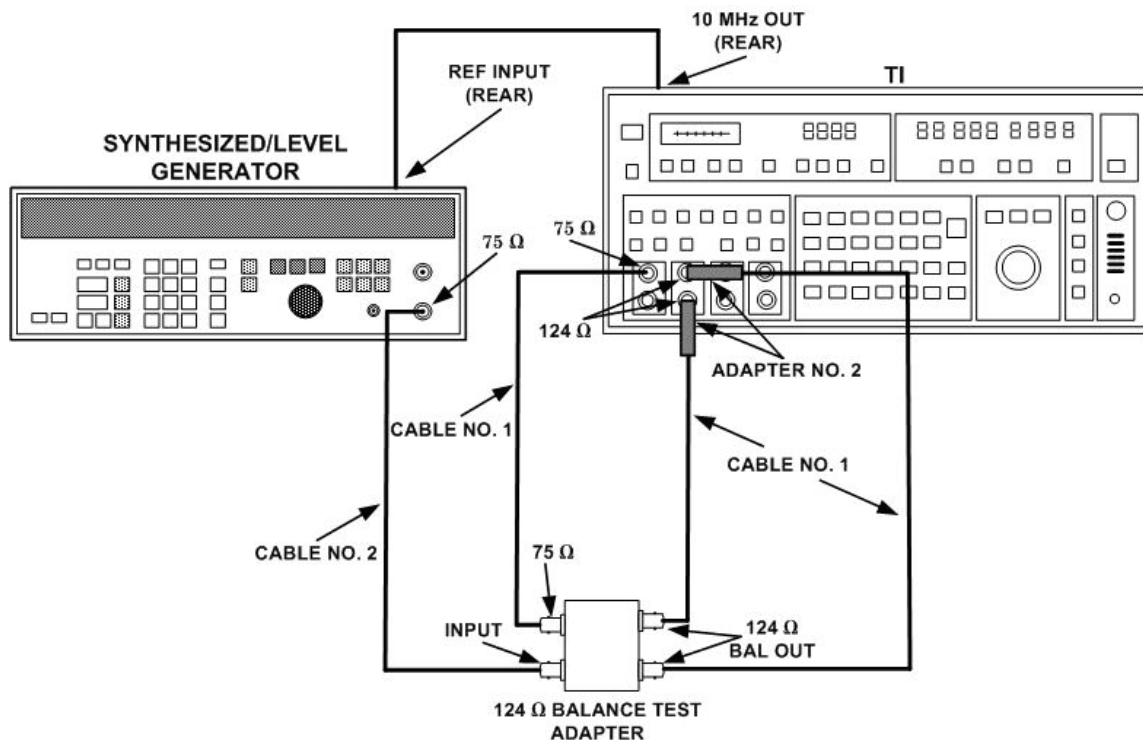 10 MHz OUT
(REAR)
TI
REF INPUT
(REAR)
SYNTHESIZED/LEVEL
GENERATOR
75 Ω
75 Ω
124 Ω
ADAPTER NO. 2
CABLE NO. 1
CABLE NO. 1
CABLE NO. 2
75 Ω
INPUT
124 Ω
BAL OUT
124 Ω BALANCE TEST
ADAPTER